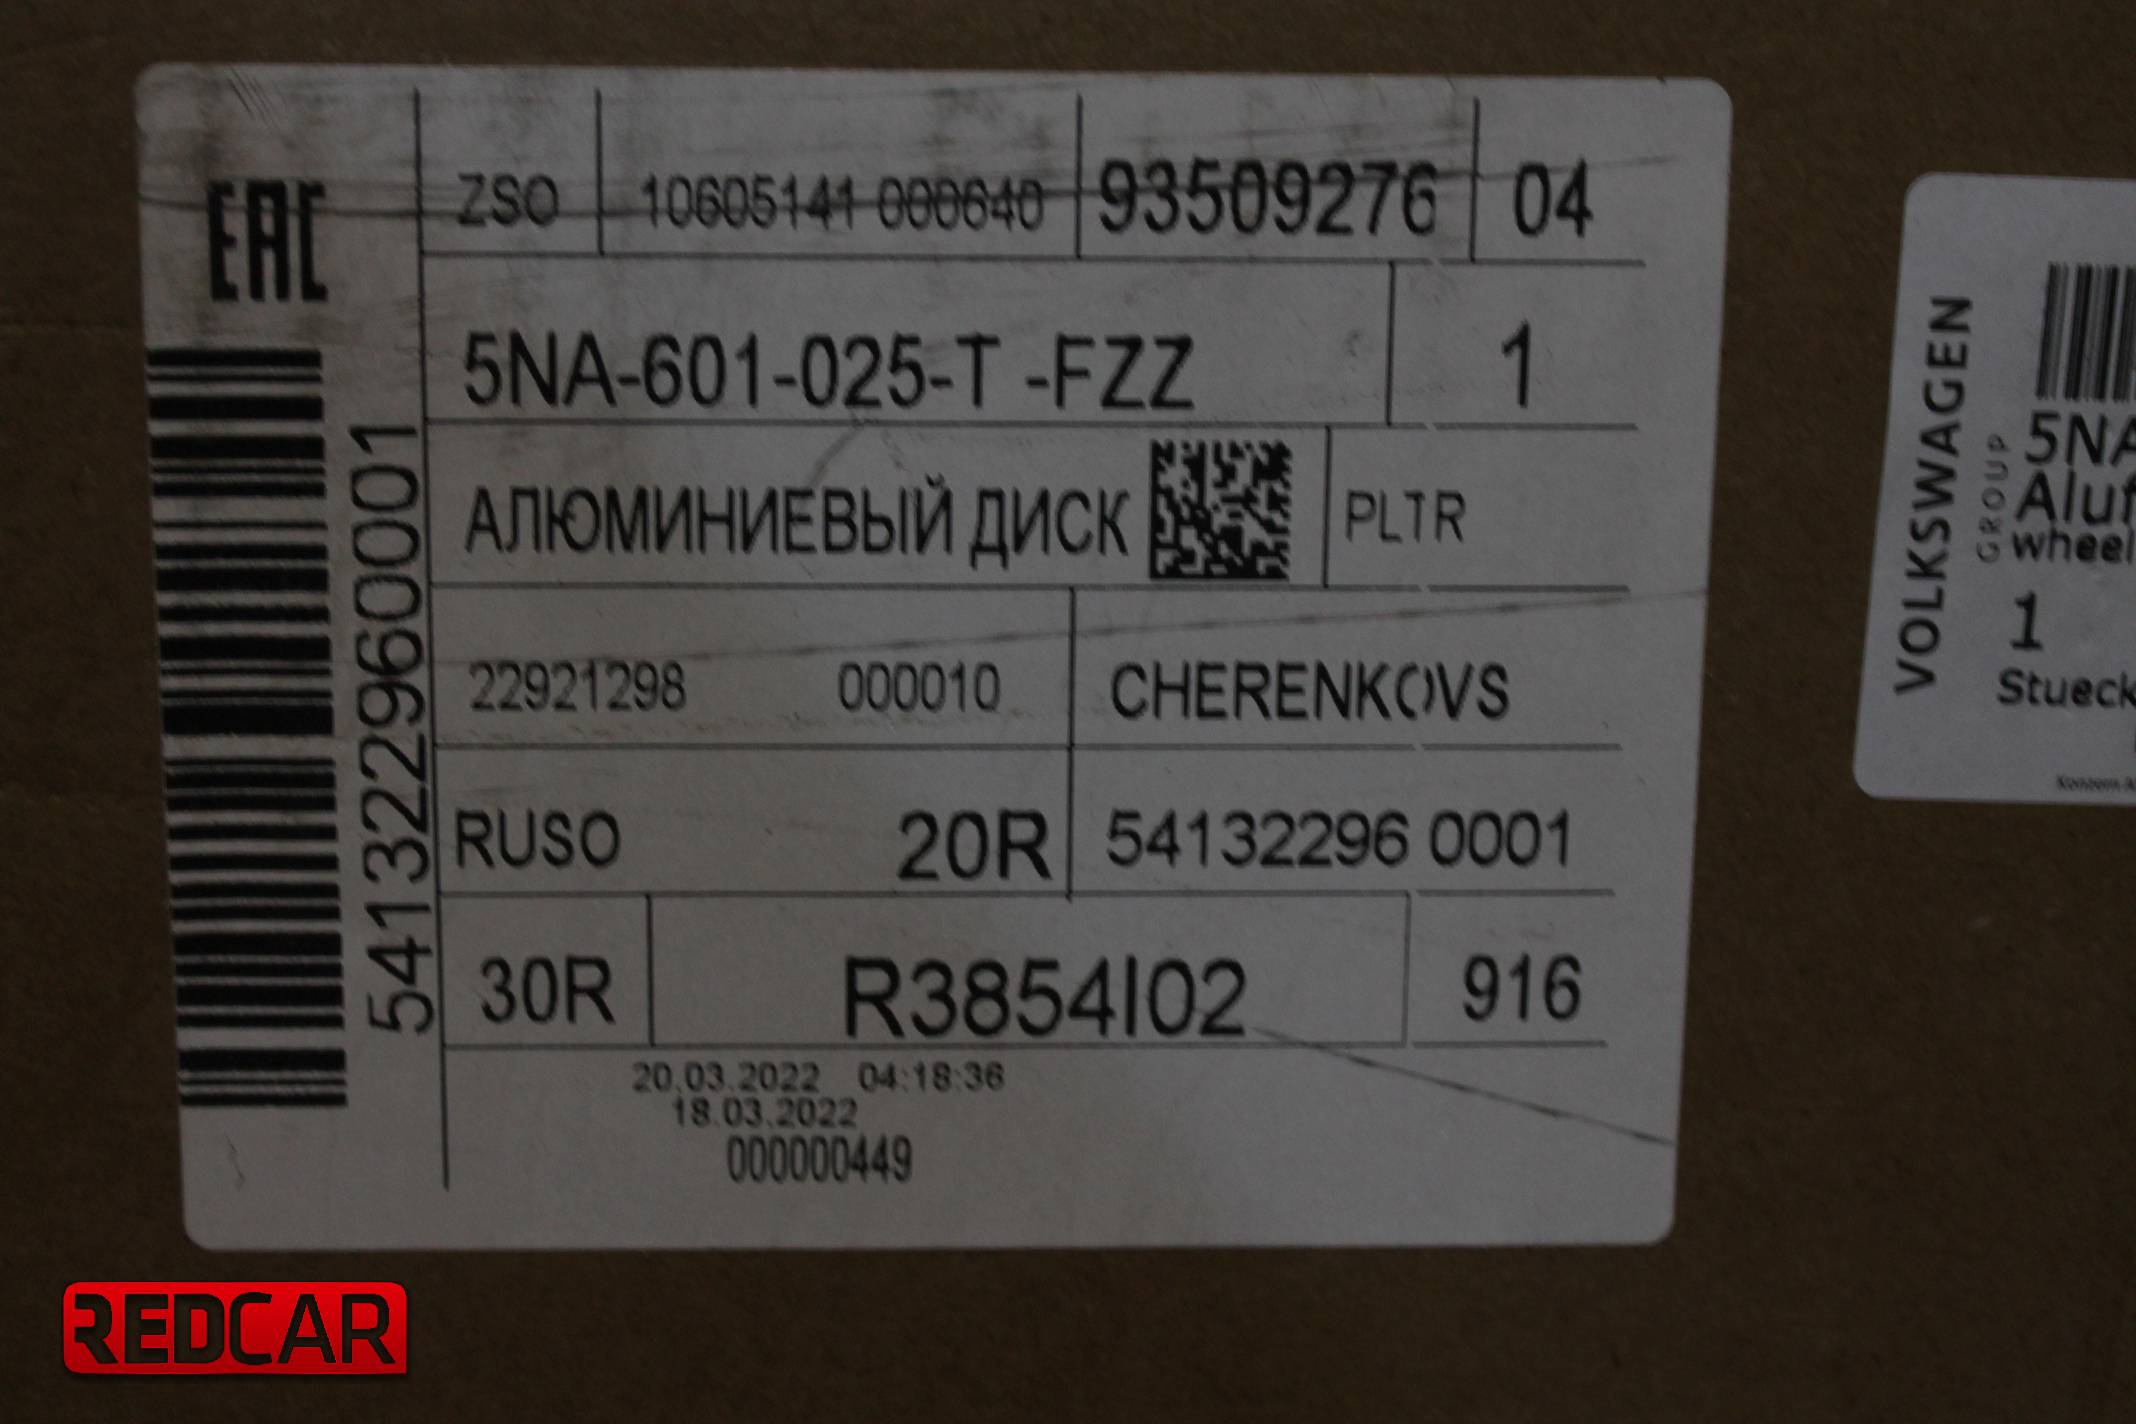 EAC
541322960001
ZSO 10605141 000640 93509276 04
5NA-601-025-T -FZZ 1
АЛЮМИНИЕВЫЙ ДИСК PLTR
22921298 000010 CHERENKOVS
RUSO 20R 54132296 0001
30R R3854I02 916
20.03.2022 04:18:36
18.03.2022
000000449
VOLKSWAGEN
GROUP
5NA
Aluf
wheel
1
Stueck
REDCAR